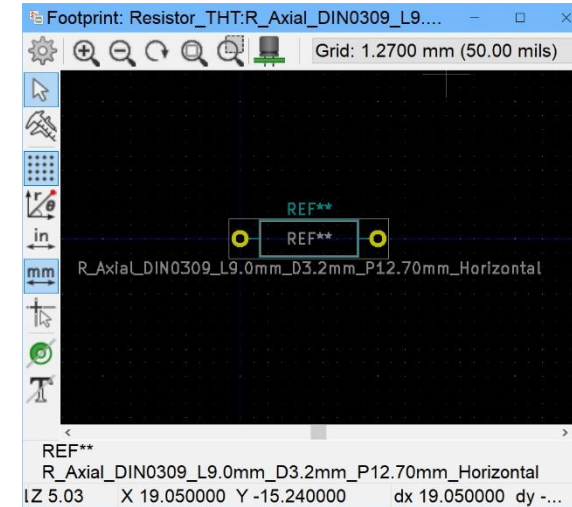 Footprint: Resistor_THT:R_Axial_DIN0309_L9....
Grid: 1.2700 mm (50.00 mils)
REF**
REF**
R_Axial_DIN0309_L9.0mm_D3.2mm_P12.70mm_Horizontal
r
θ
in
mm
T
REF**
R_Axial_DIN0309_L9.0mm_D3.2mm_P12.70mm_Horizontal
Z 5.03 X 19.050000 Y -15.240000 dx 19.050000 dy -...